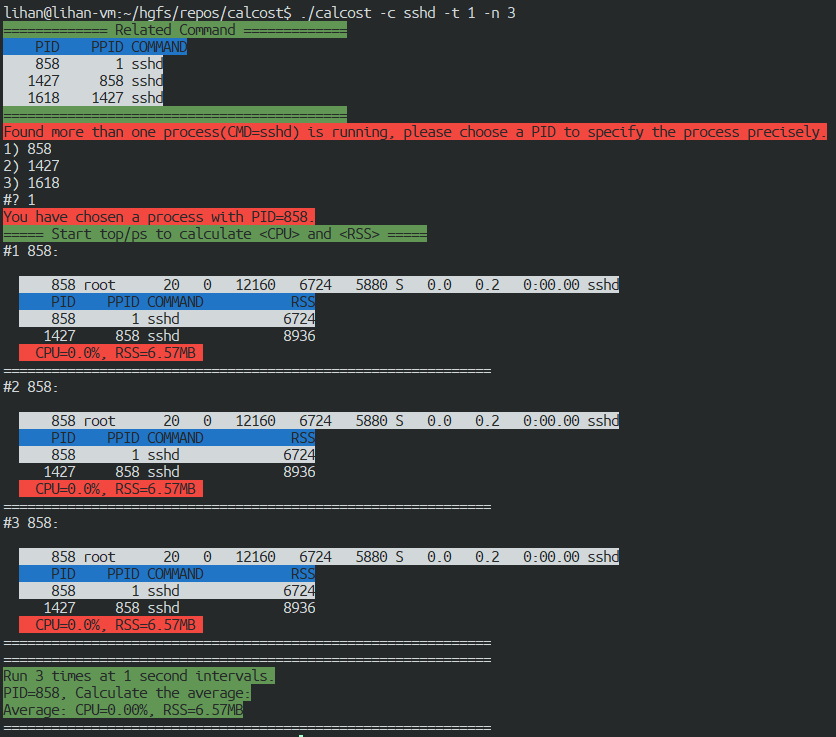 lihan@lihan-vm:~/hgfs/repos/calcost$ ./calcost -c sshd -t 1 -n 3
============= Related Command =============
    PID    PPID COMMAND
    858       1 sshd
   1427     858 sshd
   1618    1427 sshd
===========================================
Found more than one process(CMD=sshd) is running, please choose a PID to specify the process precisely.
1) 858
2) 1427
3) 1618
#? 1
You have chosen a process with PID=858.
===== Start top/ps to calculate <CPU> and <RSS> =====
#1 858:
      858 root      20   0   12160   6724   5880 S   0.0   0.2   0:00.00 sshd
      PID    PPID COMMAND           RSS
      858       1 sshd             6724
     1427     858 sshd             8936
    CPU=0.0%, RSS=6.57MB
=============================================================
#2 858:
      858 root      20   0   12160   6724   5880 S   0.0   0.2   0:00.00 sshd
      PID    PPID COMMAND           RSS
      858       1 sshd             6724
     1427     858 sshd             8936
    CPU=0.0%, RSS=6.57MB
=============================================================
#3 858:
      858 root      20   0   12160   6724   5880 S   0.0   0.2   0:00.00 sshd
      PID    PPID COMMAND           RSS
      858       1 sshd             6724
     1427     858 sshd             8936
    CPU=0.0%, RSS=6.57MB
=============================================================
=============================================================
Run 3 times at 1 second intervals.
PID=858, Calculate the average:
Average: CPU=0.00%, RSS=6.57MB
=============================================================